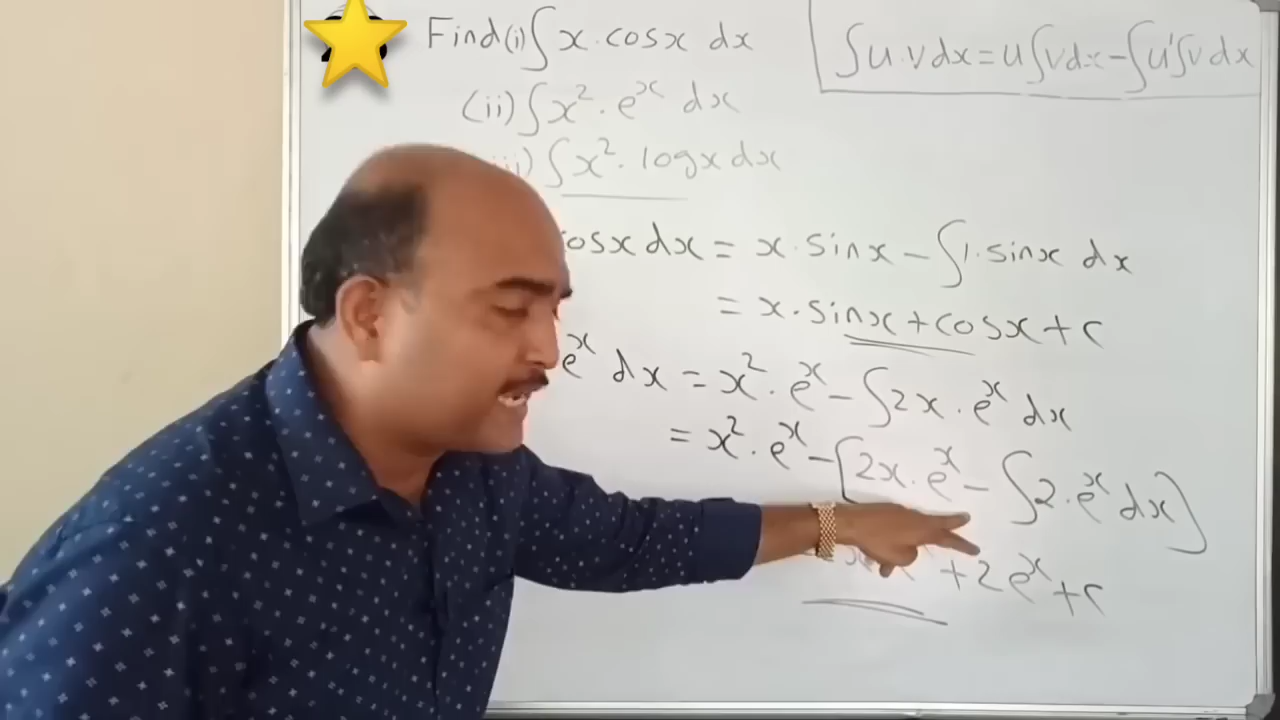 Find (i) ∫ x · cosx dx
∫ u.v dx = u∫v dx - ∫u'∫v dx
(ii) ∫ x² · eˣ dx
∫ x² · logx dx
cosx dx = x · sinx - ∫ 1 · sinx dx
= x · sinx + cosx + c
eˣ dx = x² · eˣ - ∫ 2x · eˣ dx
= x² · eˣ - [2x · eˣ - ∫ 2 · eˣ dx]
+ 2eˣ + c